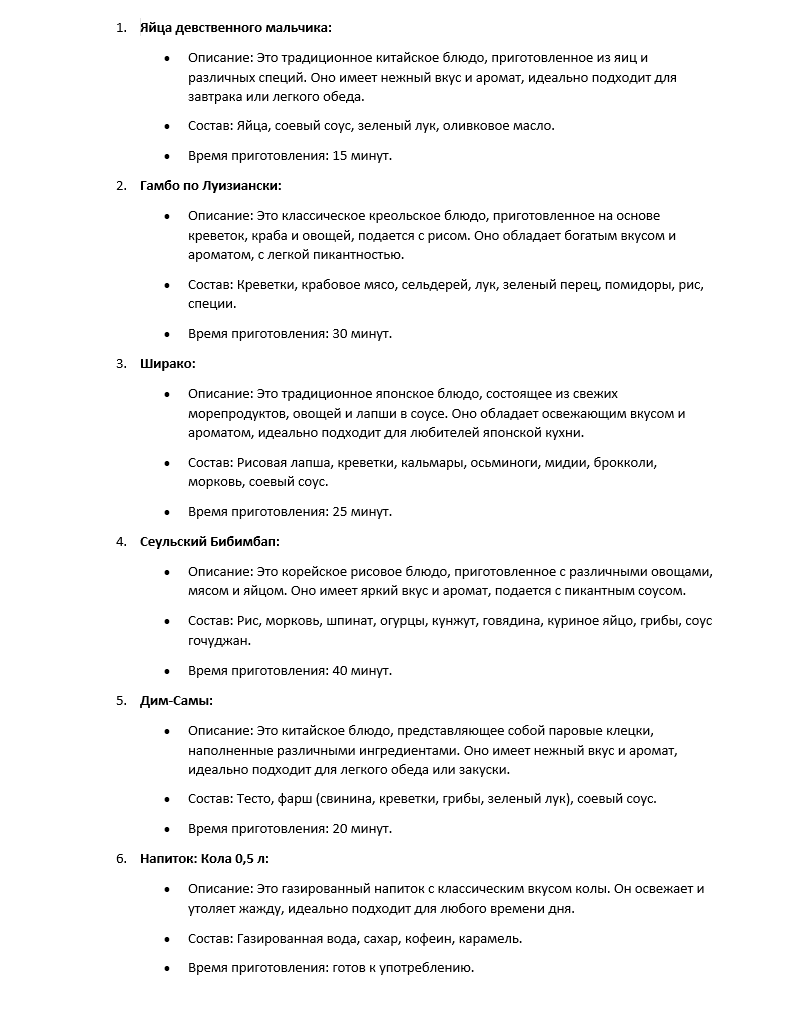 1. Яйца девственного мальчика:
• Описание: Это традиционное китайское блюдо, приготовленное из яиц и
различных специй. Оно имеет нежный вкус и аромат, идеально подходит для
завтрака или легкого обеда.
• Состав: Яйца, соевый соус, зеленый лук, оливковое масло.
• Время приготовления: 15 минут.
2. Гамбо по Луизиански:
• Описание: Это классическое креольское блюдо, приготовленное на основе
креветок, краба и овощей, подается с рисом. Оно обладает богатым вкусом и
ароматом, с легкой пикантностью.
• Состав: Креветки, крабовое мясо, сельдерей, лук, зеленый перец, помидоры, рис,
специи.
• Время приготовления: 30 минут.
3. Ширако:
• Описание: Это традиционное японское блюдо, состоящее из свежих
морепродуктов, овощей и лапши в соусе. Оно обладает освежающим вкусом и
ароматом, идеально подходит для любителей японской кухни.
• Состав: Рисовая лапша, креветки, кальмары, осьминоги, мидии, брокколи,
морковь, соевый соус.
• Время приготовления: 25 минут.
4. Сеульский Бибимбап:
• Описание: Это корейское рисовое блюдо, приготовленное с различными овощами,
мясом и яйцом. Оно имеет яркий вкус и аромат, подается с пикантным соусом.
• Состав: Рис, морковь, шпинат, огурцы, кунжут, говядина, куриное яйцо, грибы, соус
гочуджан.
• Время приготовления: 40 минут.
5. Дим-Самы:
• Описание: Это китайское блюдо, представляющее собой паровые клецки,
наполненные различными ингредиентами. Оно имеет нежный вкус и аромат,
идеально подходит для легкого обеда или закуски.
• Состав: Тесто, фарш (свинина, креветки, грибы, зеленый лук), соевый соус.
• Время приготовления: 20 минут.
6. Напиток: Кола 0,5 л:
• Описание: Это газированный напиток с классическим вкусом колы. Он освежает и
утоляет жажду, идеально подходит для любого времени дня.
• Состав: Газированная вода, сахар, кофеин, карамель.
• Время приготовления: готов к употреблению.